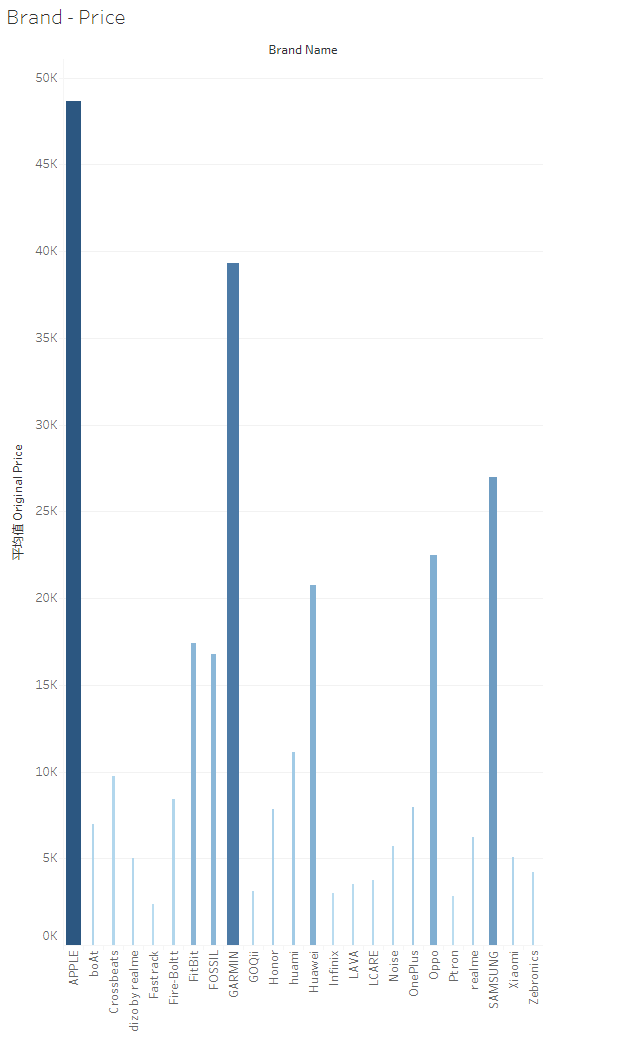 Brand - Price
Brand Name
50K
45K
40K
35K
30K
25K
20K
15K
10K
5K
0K
平均值 Original Price
APPLE
boAt
Crossbeats
dizo by realme
Fastrack
Fire-Boltt
FitBit
FOSSIL
GARMIN
GOQii
Honor
huami
Huawei
Infinix
LAVA
LCARE
Noise
OnePlus
Oppo
Ptron
realme
SAMSUNG
Xiaomi
Zebronics